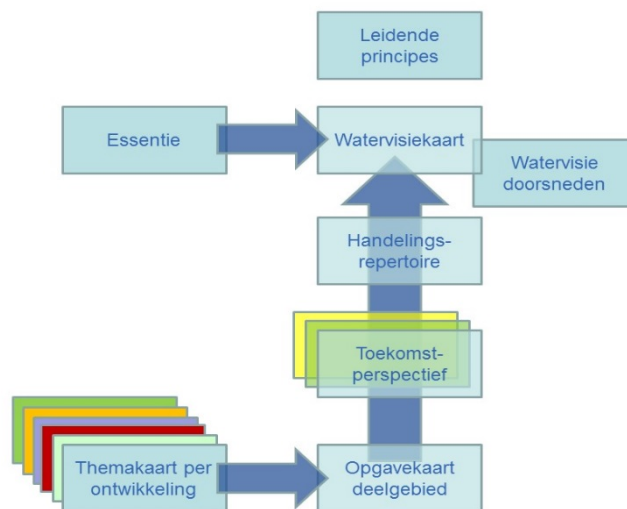 Leidende
principes
Essentie
Watervisiekaart
Watervisie
doorsneden
Handelings-
repertoire
Toekomst-
perspectief
Themakaart per
ontwikkeling
Opgavekaart
deelgebied